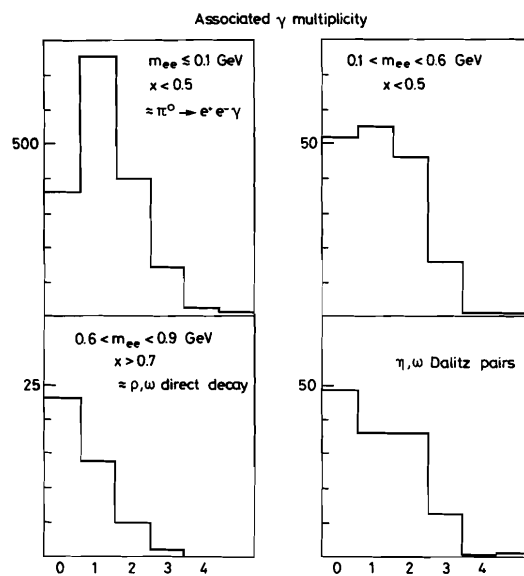 Associated γ multiplicity
m_ee ≤ 0.1 GeV
x < 0.5
≈ π⁰ → e⁺ e⁻ γ
500
0.1 < m_ee < 0.6 GeV
x < 0.5
50
0.6 < m_ee < 0.9 GeV
x > 0.7
≈ ρ, ω direct decay
25
0 1 2 3 4
η, ω Dalitz pairs
50
0 1 2 3 4